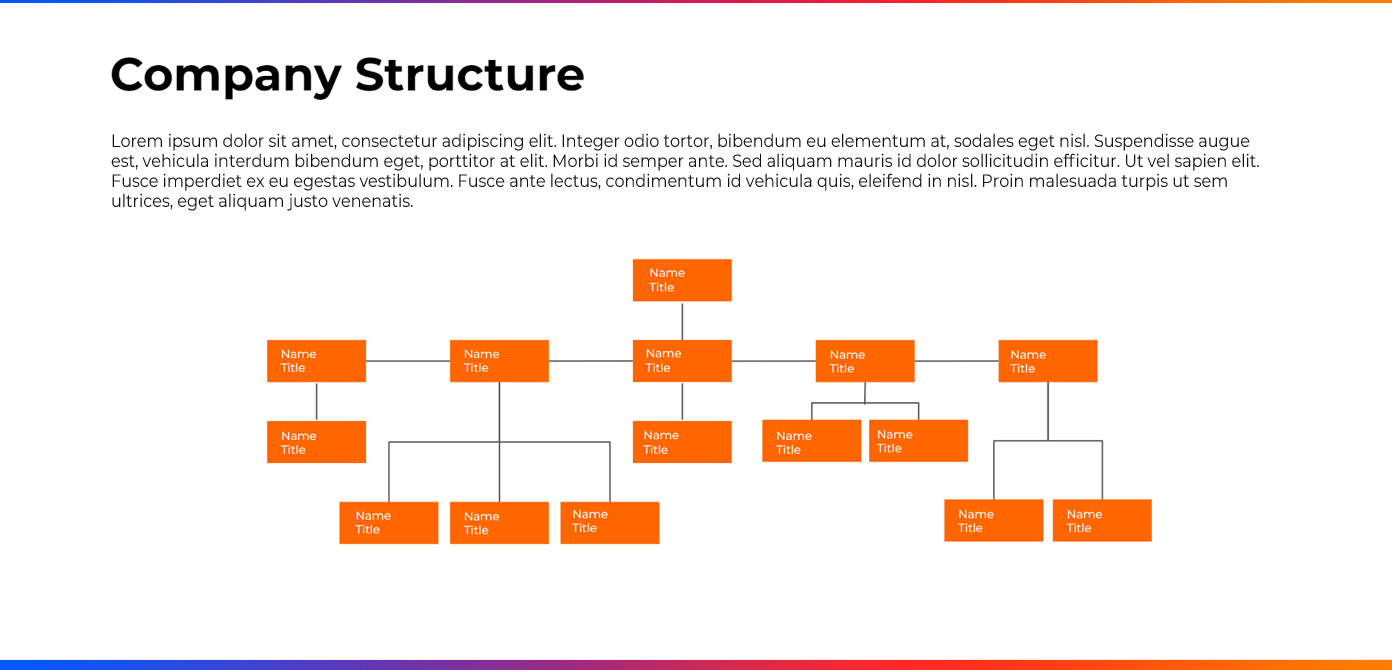 Company Structure
Lorem ipsum dolor sit amet, consectetur adipiscing elit. Integer odio tortor, bibendum eu elementum at, sodales eget nisl. Suspendisse augue
est, vehicula interdum bibendum eget, porttitor at elit. Morbi id semper ante. Sed aliquam mauris id dolor sollicitudin efficitur. Ut vel sapien elit.
Fusce imperdiet ex eu egestas vestibulum. Fusce ante lectus, condimentum id vehicula quis, eleifend in nisl. Proin malesuada turpis ut sem
ultrices, eget aliquam justo venenatis.
Name
Title
Name
Title
Name
Title
Name
Title
Name
Title
Name
Title
Name
Title
Name
Title
Name
Title
Name
Title
Name
Title
Name
Title
Name
Title
Name
Title
Name
Title